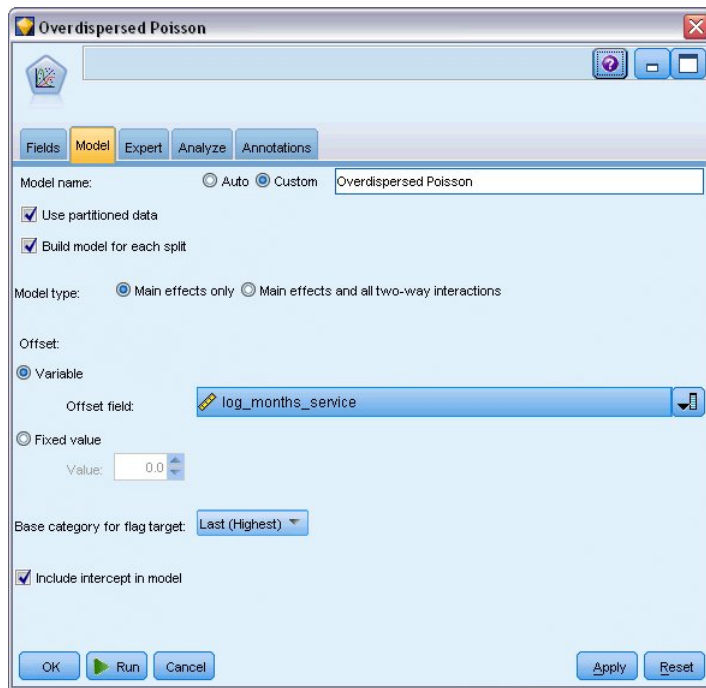 Overdispersed Poisson
Fields Model Expert Analyze Annotations
Model name: Auto Custom Overdispersed Poisson
Use partitioned data
Build model for each split
Model type: Main effects only Main effects and all two-way interactions
Offset:
Variable
Offset field: log_months_service
Fixed value
Value: 0.0
Base category for flag target: Last (Highest)
Include intercept in model
OK Run Cancel Apply Reset